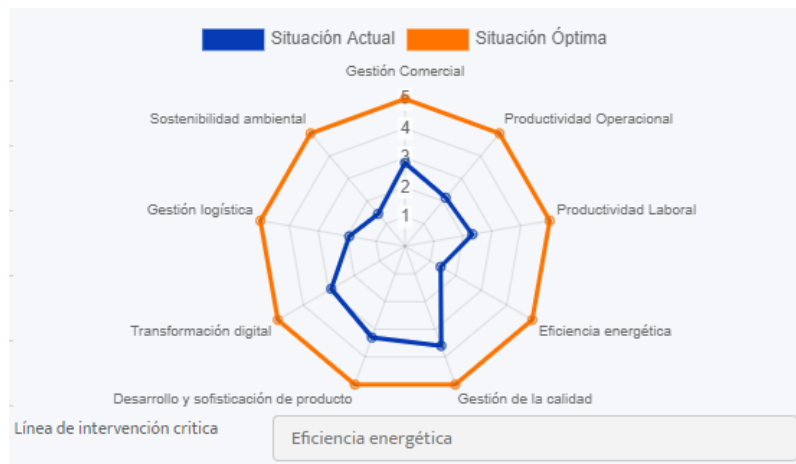 Situación Actual
Situación Óptima
Gestión Comercial
Sostenibilidad ambiental
Productividad Operacional
5
4
3
2
1
Gestión logística
Productividad Laboral
Transformación digital
Eficiencia energética
Desarrollo y sofisticación de producto
Gestión de la calidad
Línea de intervención critica
Eficiencia energética